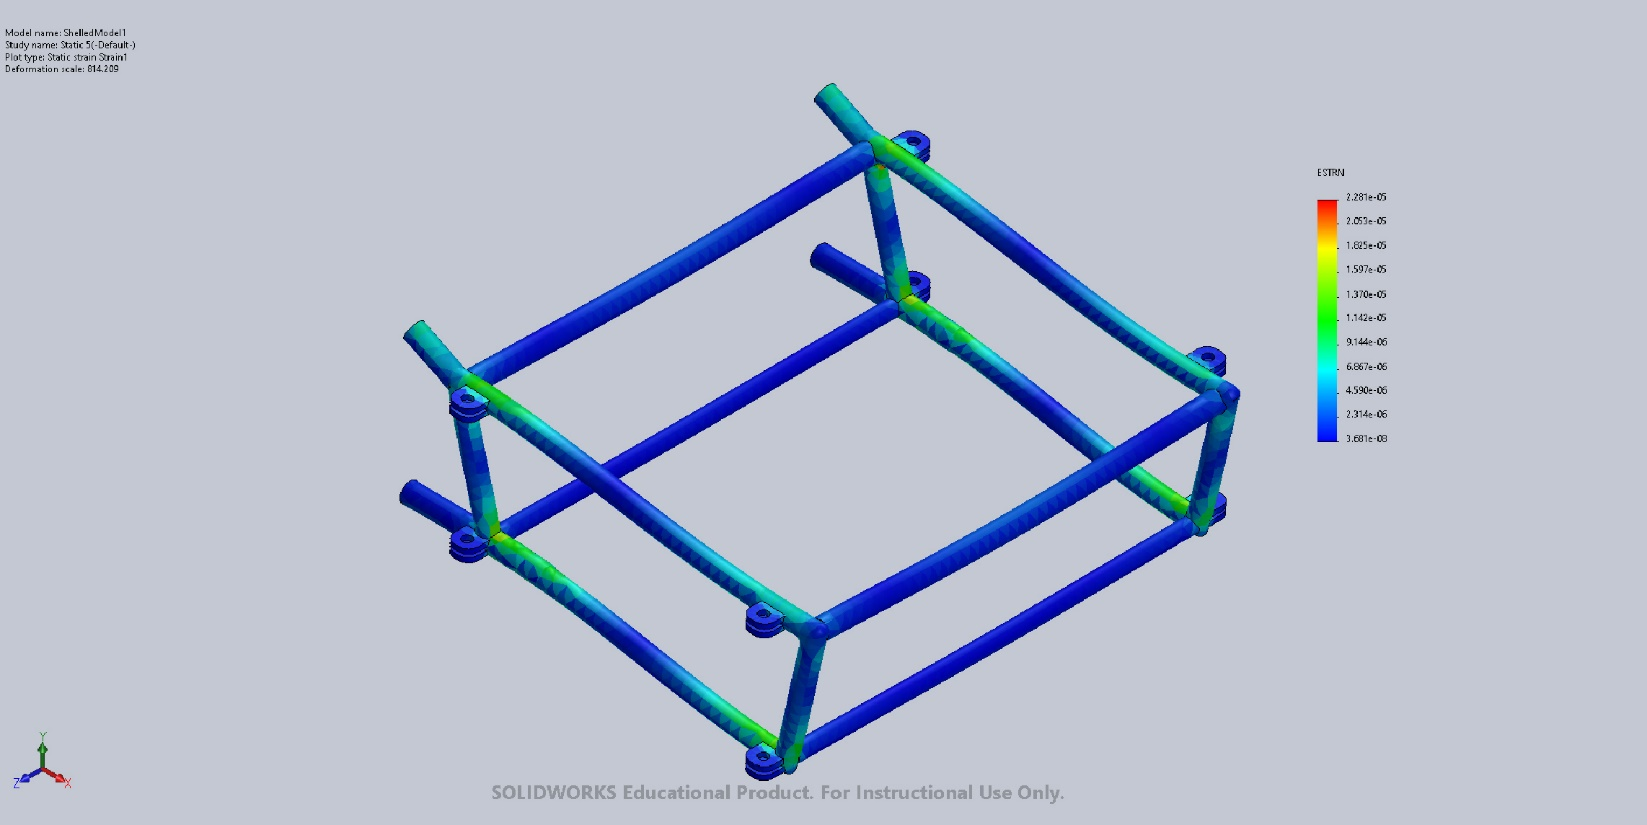 Model name: ShelledModel1
Study name: Static 5(-Default-)
Plot type: Static strain Strain1
Deformation scale: 814.209
ESTRN
2.281e-05
2.053e-05
1.825e-05
1.597e-05
1.370e-05
1.142e-05
9.144e-06
6.867e-06
4.590e-06
2.314e-06
3.681e-08
Y
Z
X
SOLIDWORKS Educational Product. For Instructional Use Only.